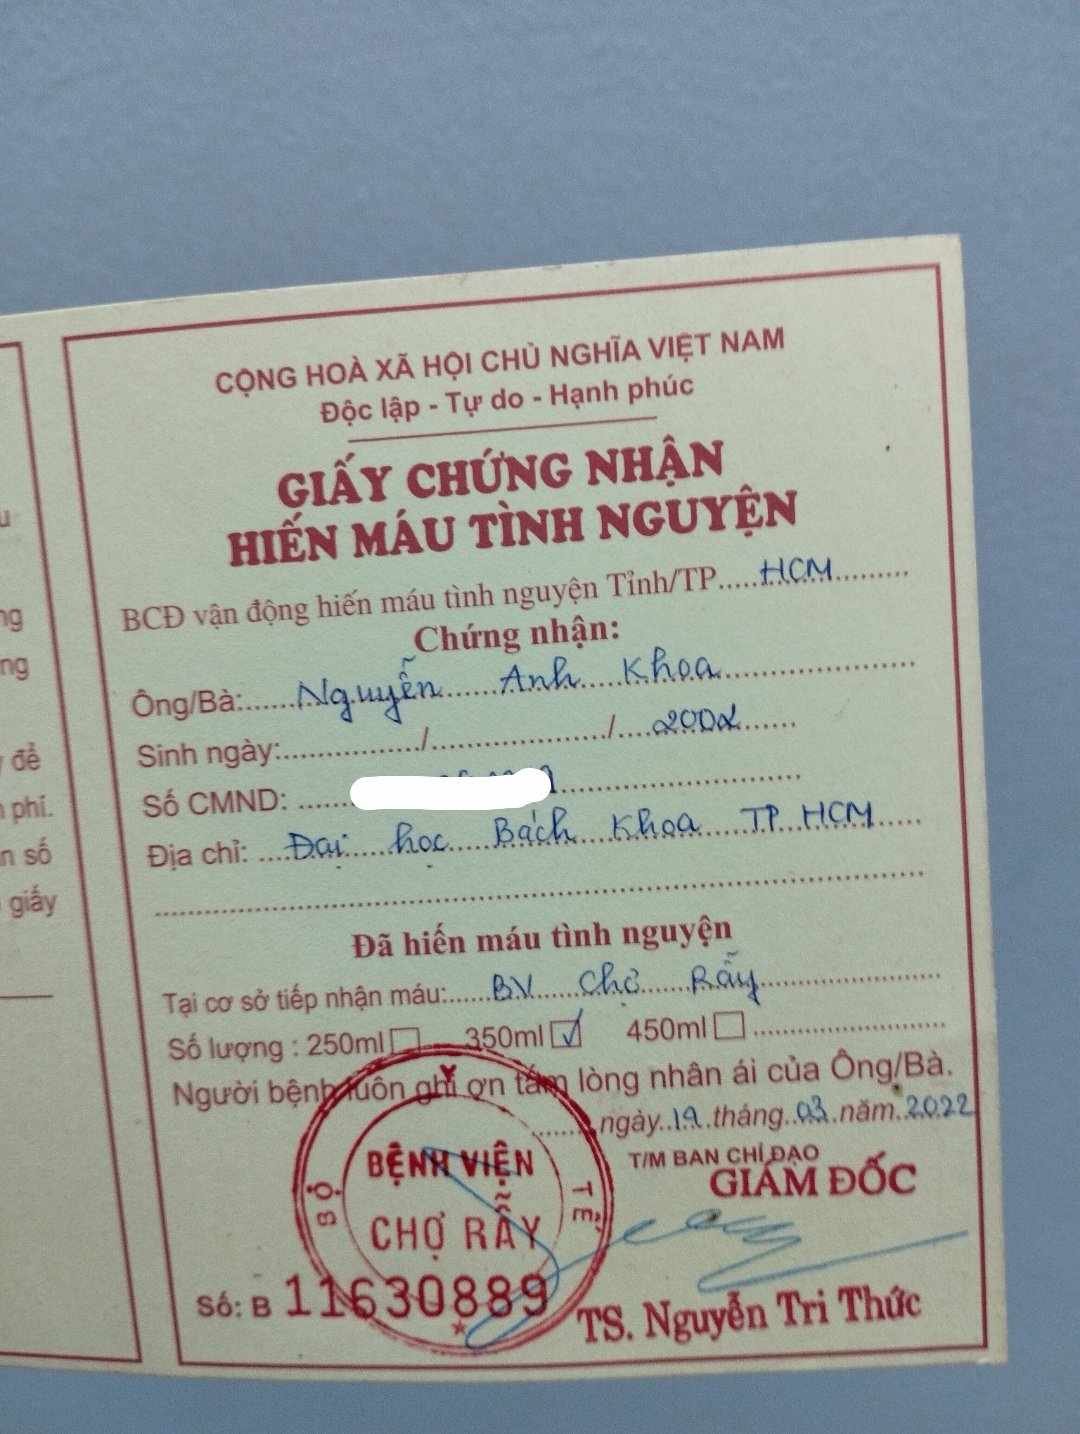 u
ng
ng
để
phí.
n số
giấy
CỘNG HOÀ XÃ HỘI CHỦ NGHĨA VIỆT NAM
Độc lập - Tự do - Hạnh phúc
GIẤY CHỨNG NHẬN
HIẾN MÁU TÌNH NGUYỆN
BCĐ vận động hiến máu tình nguyện Tỉnh/TP.....HCM..........
Chứng nhận:
Ông/Bà:......Nguyễn......Anh....Khoa......................
Sinh ngày:................/...................../....2002......
Số CMND: ......
Địa chỉ: ....Đại....học....Bách...Khoa...TP HCM......
Đã hiến máu tình nguyện
Tại cơ sở tiếp nhận máu:.....BV....Chợ.....Rẫy....................
Số lượng : 250ml☐ 350ml☑ 450ml☐......................
Người bệnh luôn ghi ơn tấm lòng nhân ái của Ông/Bà.
........ngày..19.tháng..03.năm.2022
T/M BAN CHỈ ĐẠO
GIÁM ĐỐC
BỘ Y TẾ
BỆNH VIỆN
CHỢ RẪY
Số: B 11630889
TS. Nguyễn Tri Thức